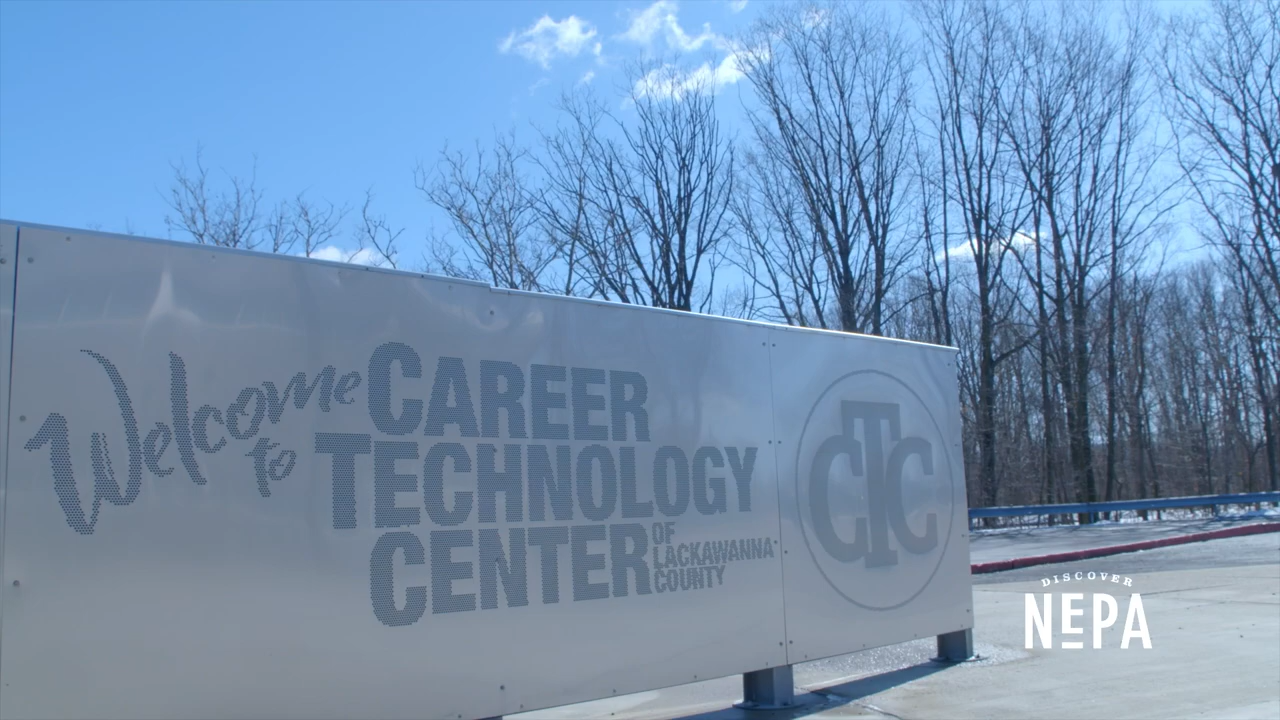 Welcome
to
CAREER
TECHNOLOGY
CENTER
OF
LACKAWANNA
COUNTY
CTC
DISCOVER
NEPA